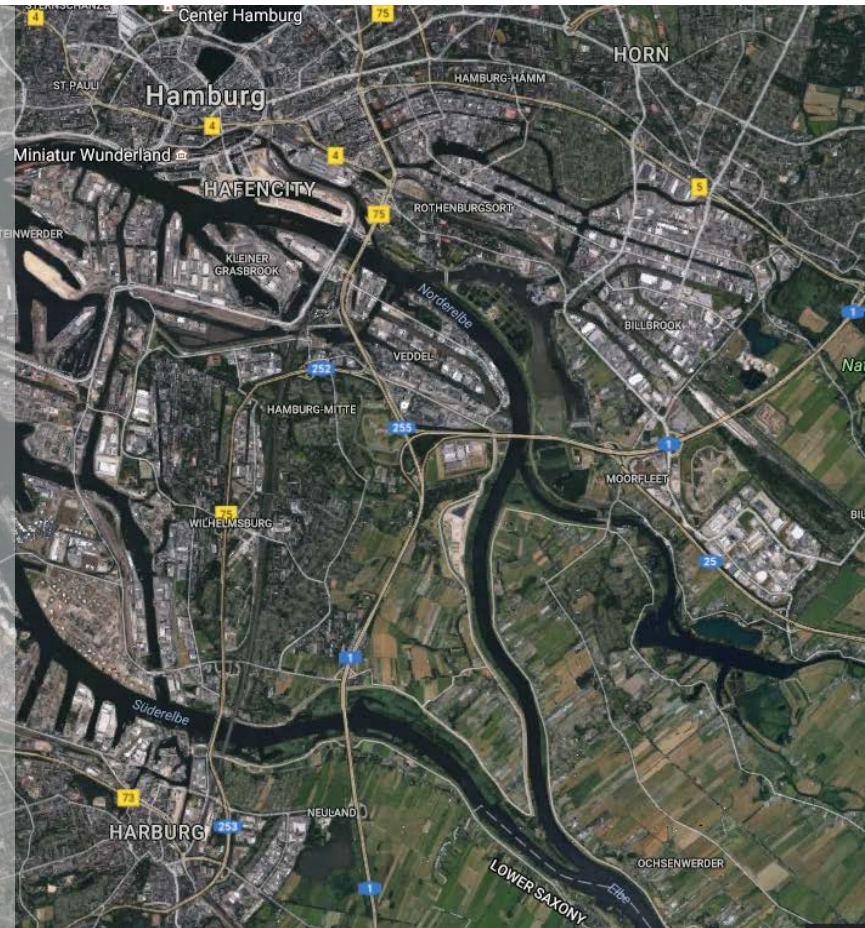 STERNSCHANZE
Center Hamburg
75
4
HORN
HAMBURG-HAMM
ST.PAULI
Hamburg
4
4
Miniatur Wunderland
5
HAFENCITY
ROTHENBURGSORT
75
KLEINER
GRASBROOK
Norderelbe
1
BILLBROOK
VEDDEL
252
HAMBURG-MITTE
255
1
MOORFLEET
75
WILHELMSBURG
25
1
Süderelbe
73
NEULAND
HARBURG
253
OCHSENWERDER
LOWER SAXONY
Elbe
1